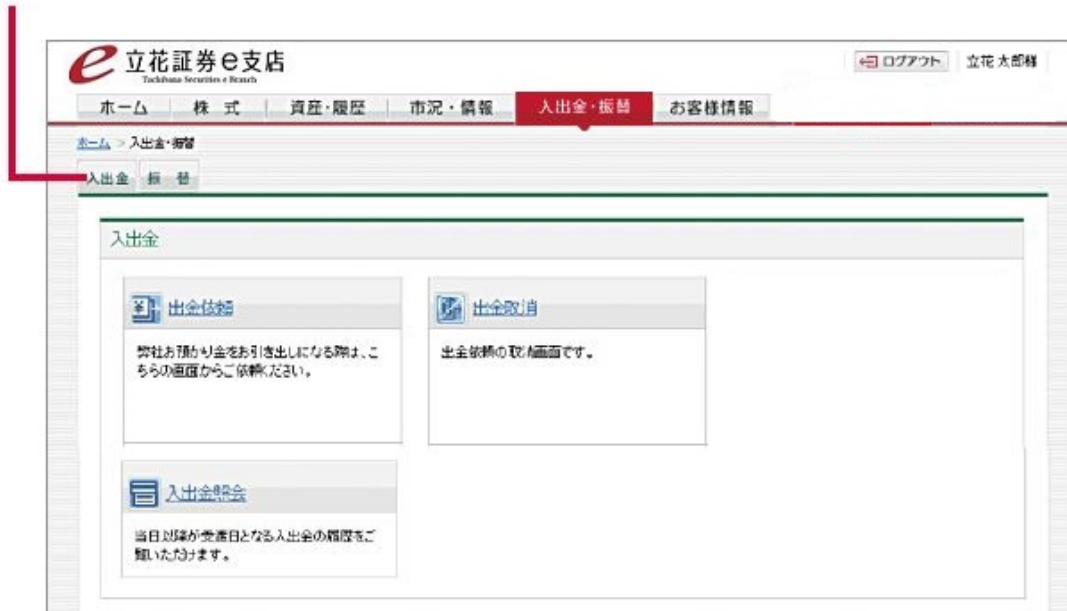 e 立花証券e支店
Tachibana Securities e Branch
ログアウト 立花 太郎様
ホーム 株 式 資産・履歴 市況・情報 入出金・振替 お客様情報
ホーム > 入出金・振替
入出金 振 替
入出金
出金依頼
出金取消
弊社お預かり金をお引き出しになる際は、こ
ちらの画面からご依頼ください。
出金依頼の取消画面です。
入出金照会
当日以降が受渡日となる入出金の履歴をご
覧いただけます。